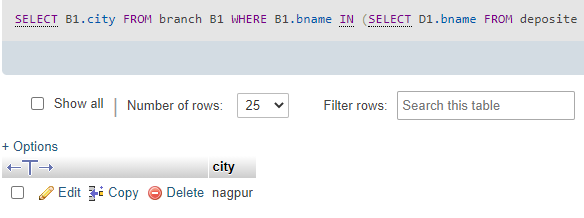 SELECT B1.city FROM branch B1 WHERE B1.bname IN (SELECT D1.bname FROM deposite
Show all | Number of rows: 25 Filter rows: Search this table
+ Options
←T→ city
Edit Copy Delete nagpur